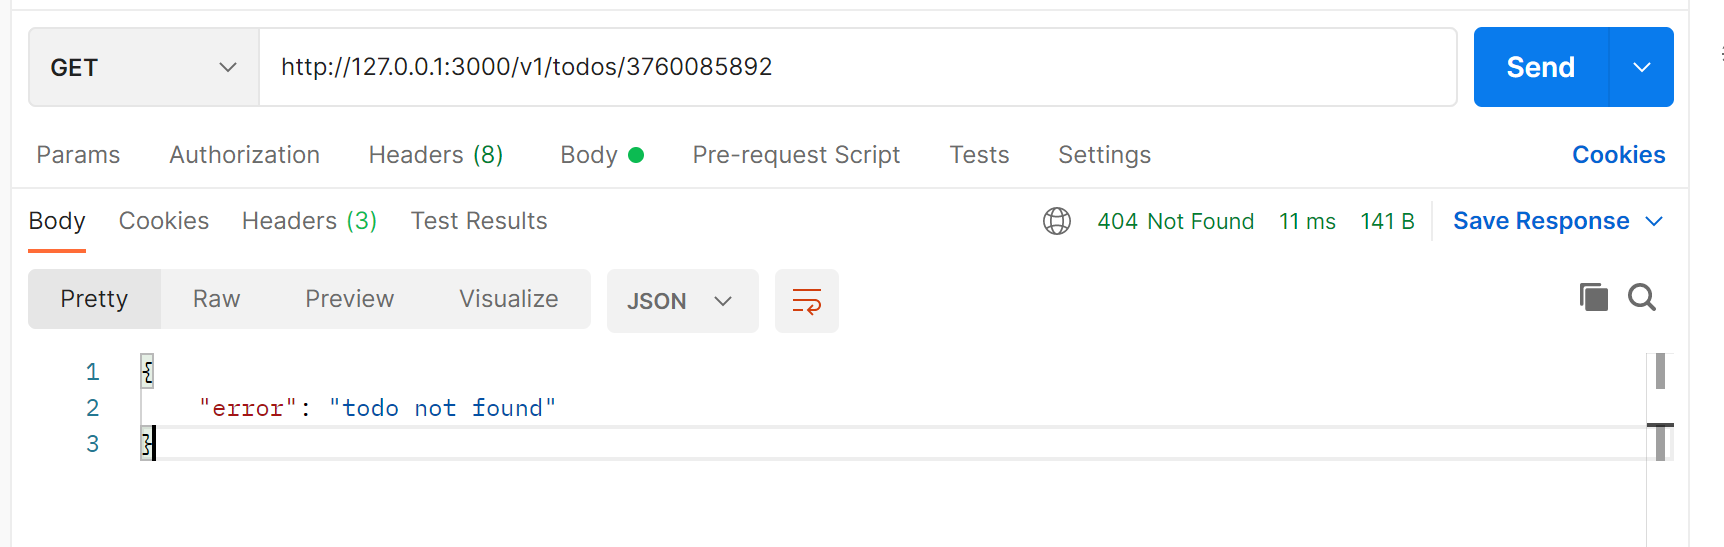 GET http://127.0.0.1:3000/v1/todos/3760085892 Send
Params Authorization Headers (8) Body Pre-request Script Tests Settings Cookies
Body Cookies Headers (3) Test Results 404 Not Found 11 ms 141 B Save Response
Pretty Raw Preview Visualize JSON
1 {
2 "error": "todo not found"
3 }